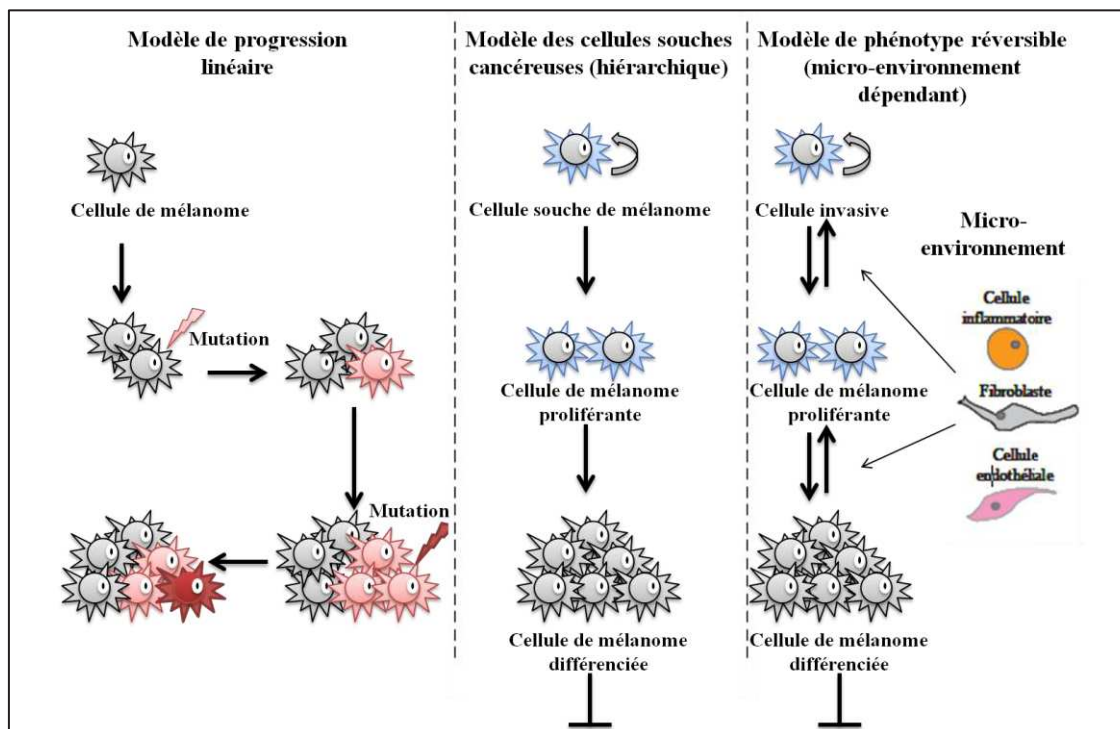 Modèle de progression
linéaire
Cellule de mélanome
Mutation
Mutation
Modèle des cellules souches
cancéreuses (hiérarchique)
Cellule souche de mélanome
Cellule de mélanome
proliférante
Cellule de mélanome
différenciée
Modèle de phénotype réversible
(micro-environnement
dépendant)
Cellule invasive
Cellule de mélanome
proliférante
Cellule de mélanome
différenciée
Micro-
environnement
Cellule
inflammatoire
Fibroblaste
Cellule
endothéliale